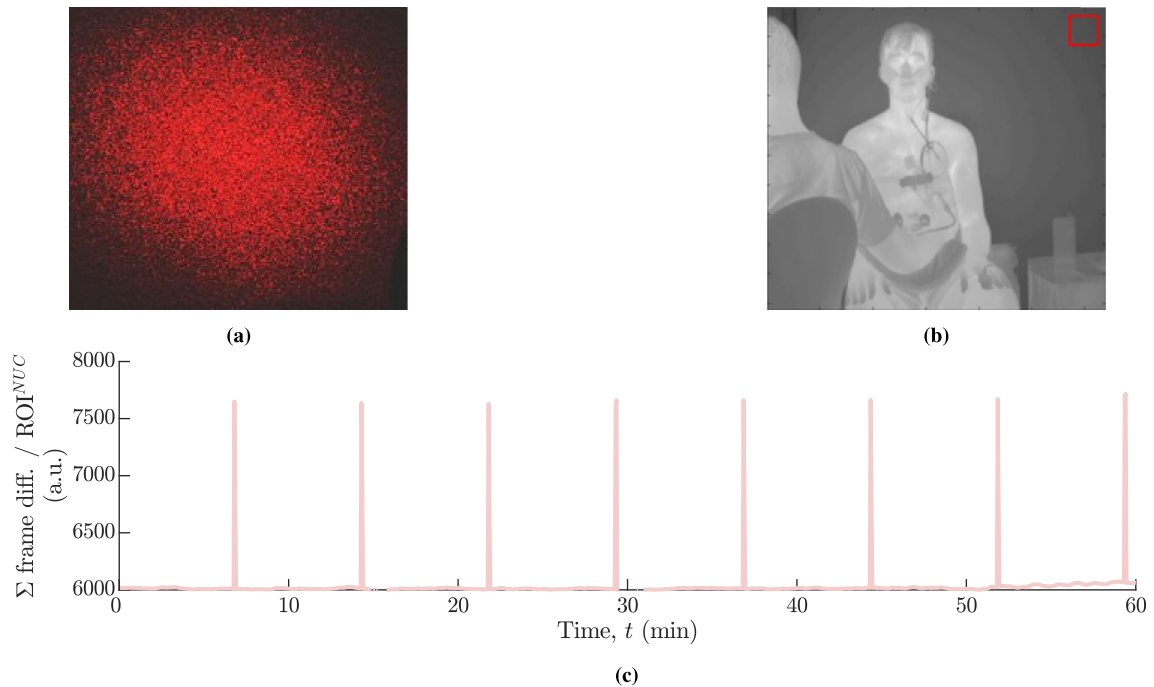 (a)
(b)
Σ frame diff. / ROI^NUC
(a.u.)
8000
7500
7000
6500
6000
0 10 20 30 40 50 60
Time, t (min)
(c)